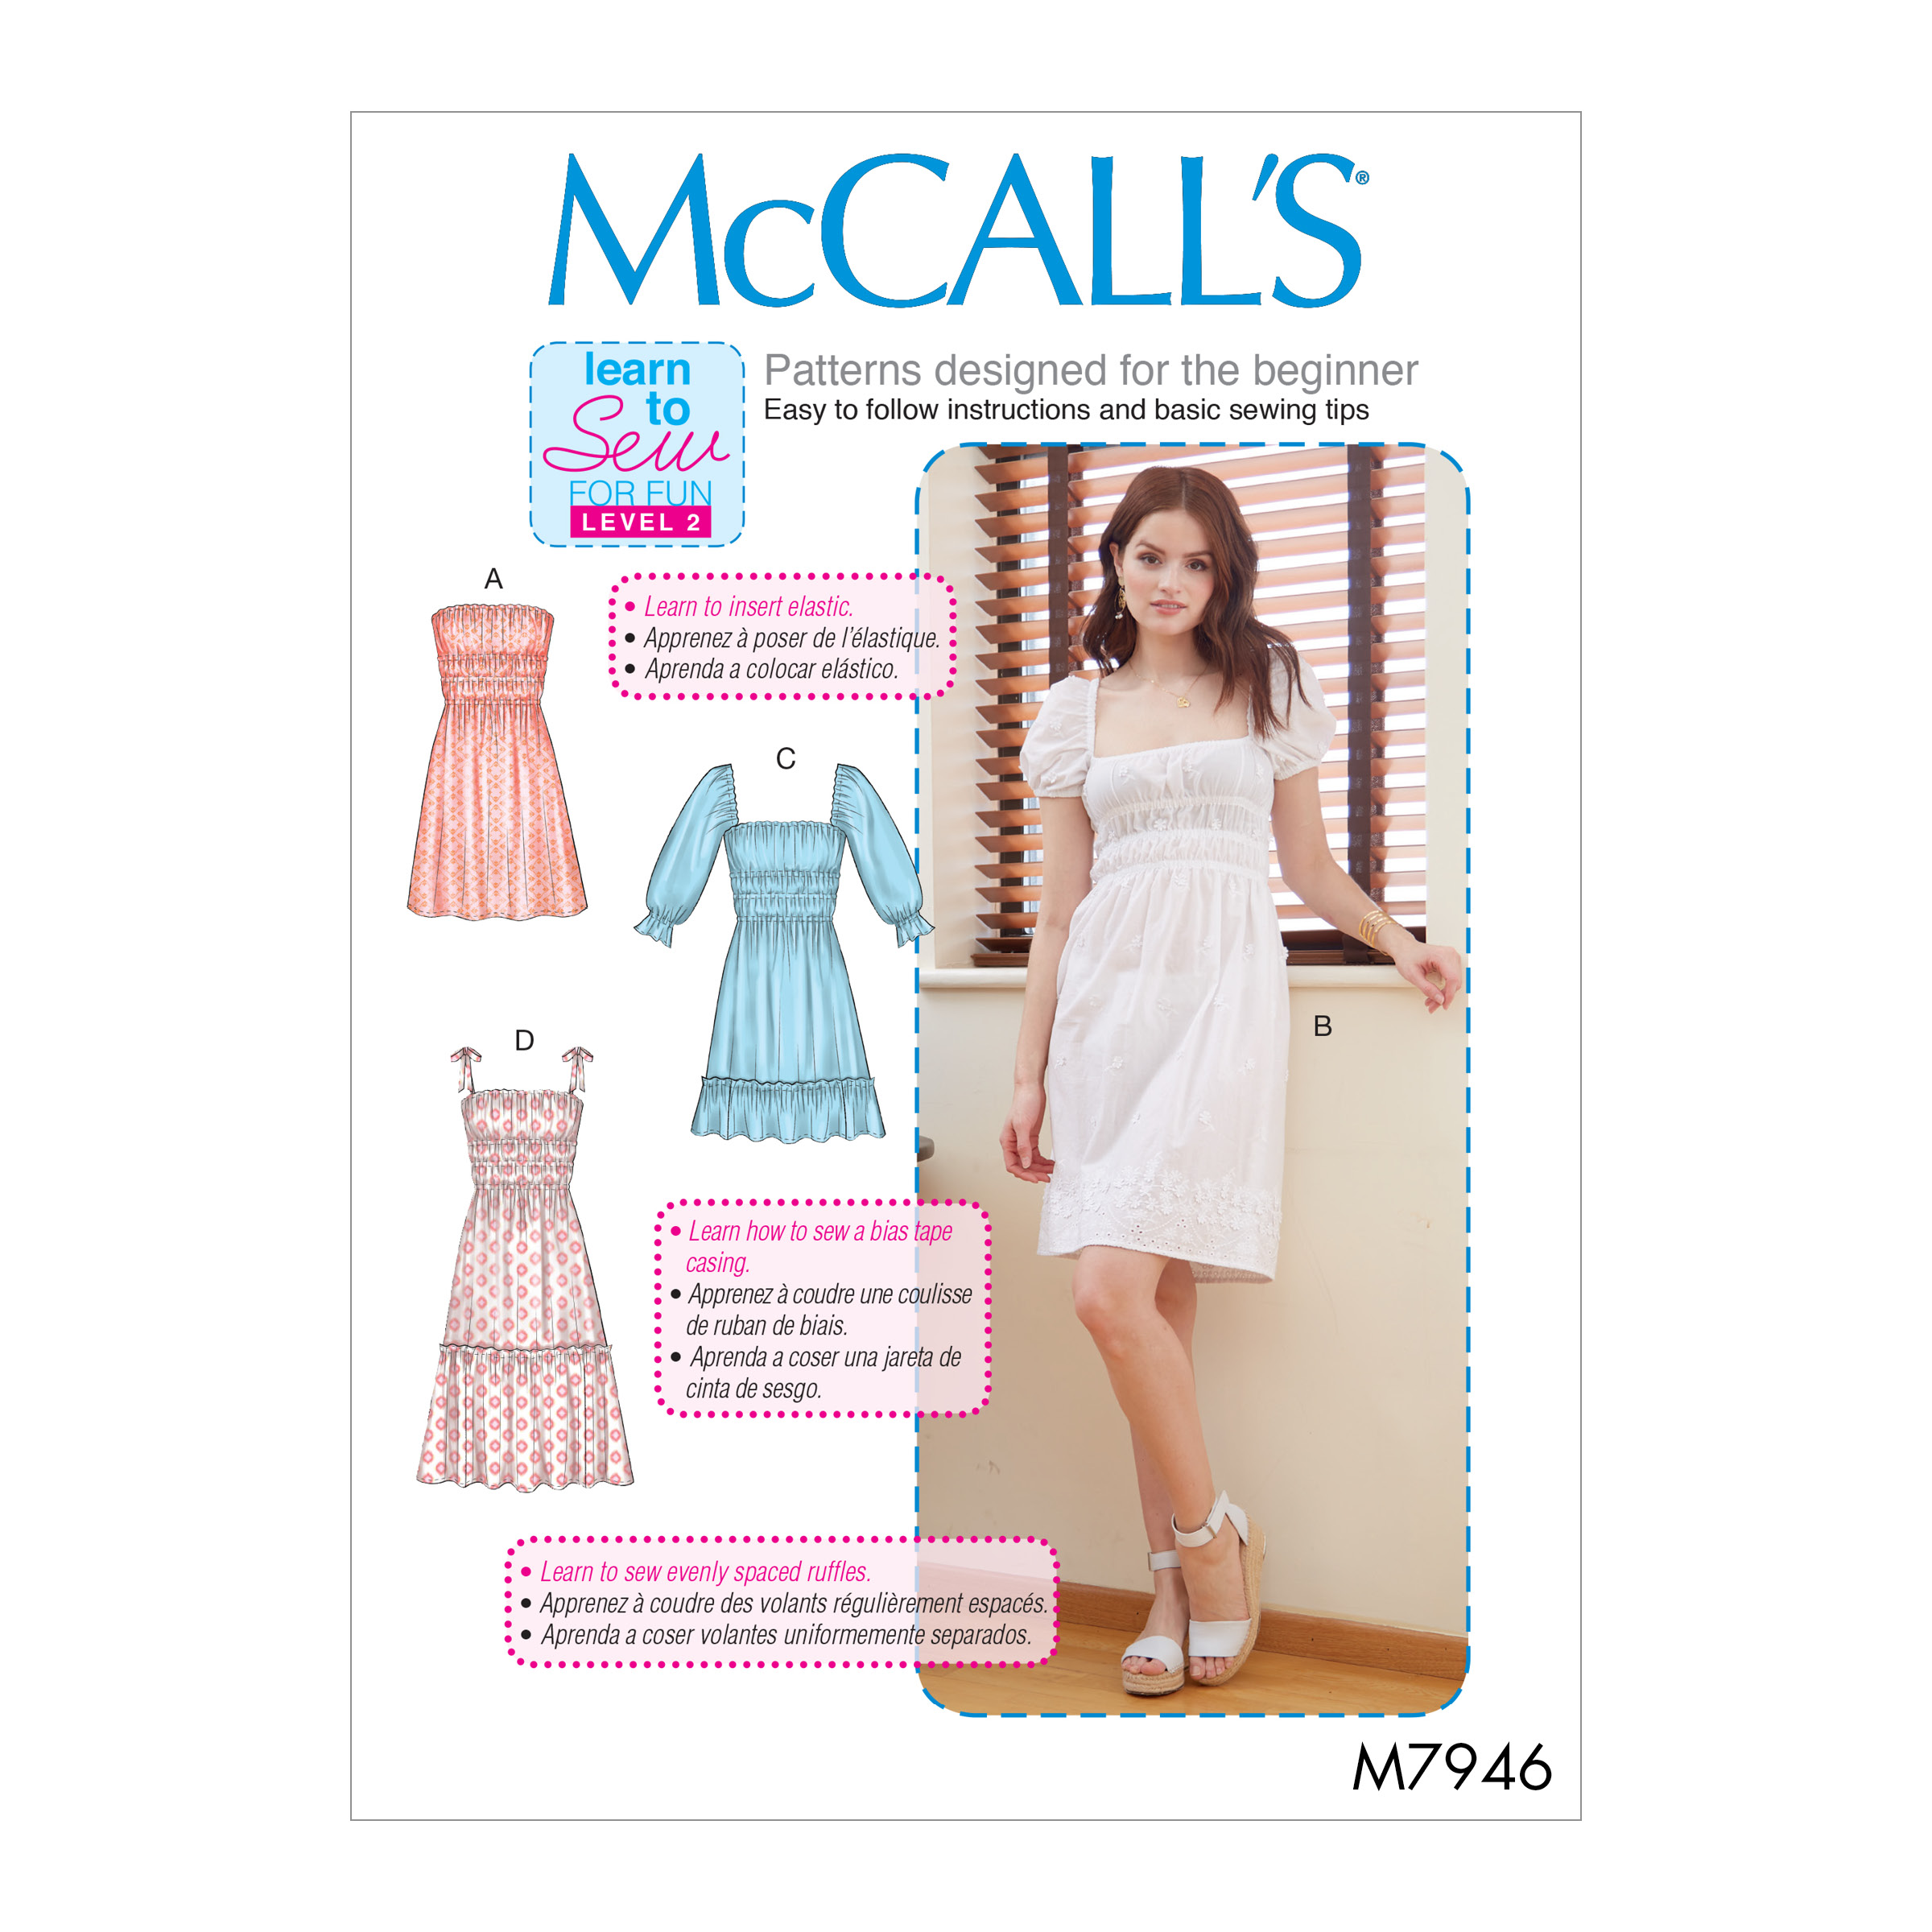 McCALL'S®
learn
to
Sew
FOR FUN
LEVEL 2
Patterns designed for the beginner
Easy to follow instructions and basic sewing tips
A
• Learn to insert elastic.
• Apprenez à poser de l'élastique.
• Aprenda a colocar elástico.
C
B
D
• Learn how to sew a bias tape
casing.
• Apprenez à coudre une coulisse
de ruban de biais.
• Aprenda a coser una jareta de
cinta de sesgo.
• Learn to sew evenly spaced ruffles.
• Apprenez à coudre des volants régulièrement espacés.
• Aprenda a coser volantes uniformemente separados.
M7946